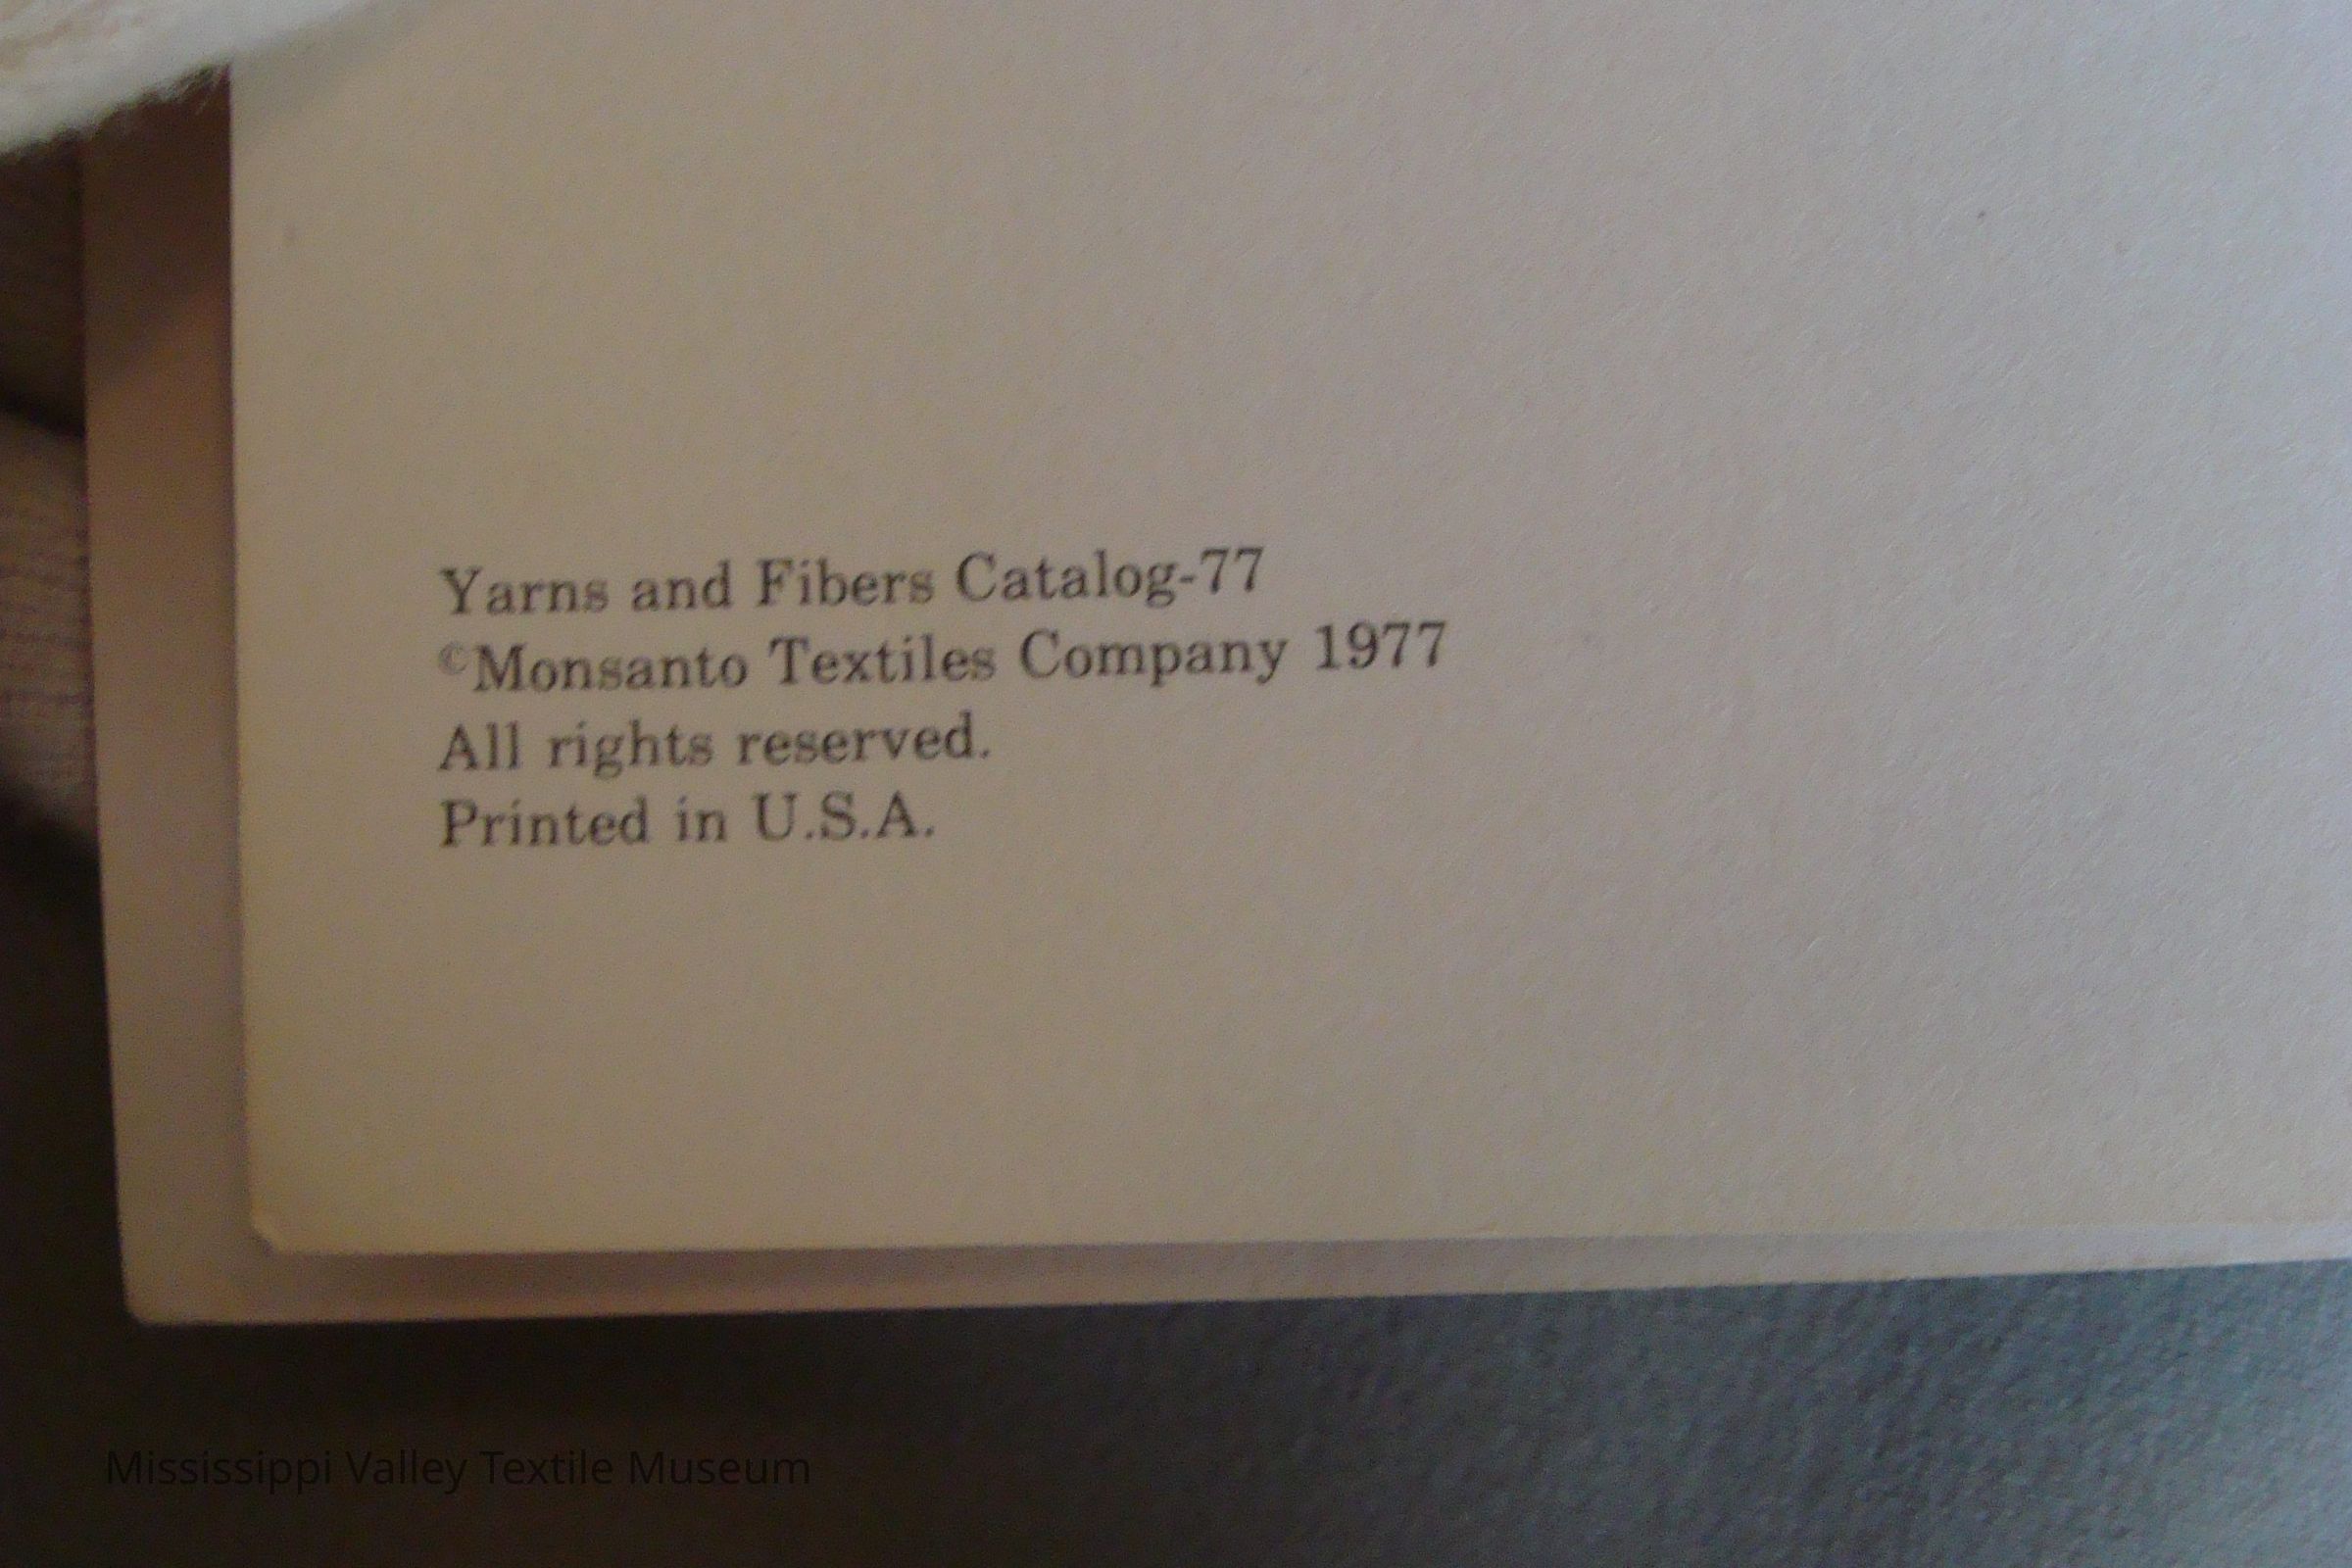 Yarns and Fibers Catalog-77
©Monsanto Textiles Company 1977
All rights reserved.
Printed in U.S.A.
Mississippi Valley Textile Museum